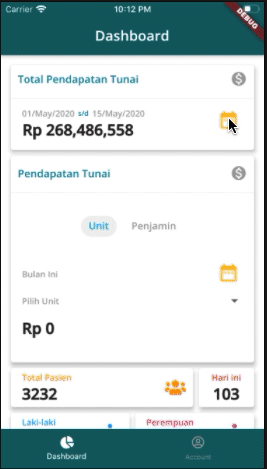 Carrier 10:12 PM
DEBUG
Dashboard
Total Pendapatan Tunai
01/May/2020 s/d 15/May/2020
Rp 268,486,558
Pendapatan Tunai
Unit Penjamin
Bulan Ini
Pilih Unit
Rp 0
Total Pasien Hari ini
3232 103
Laki-laki Perempuan
Dashboard Account